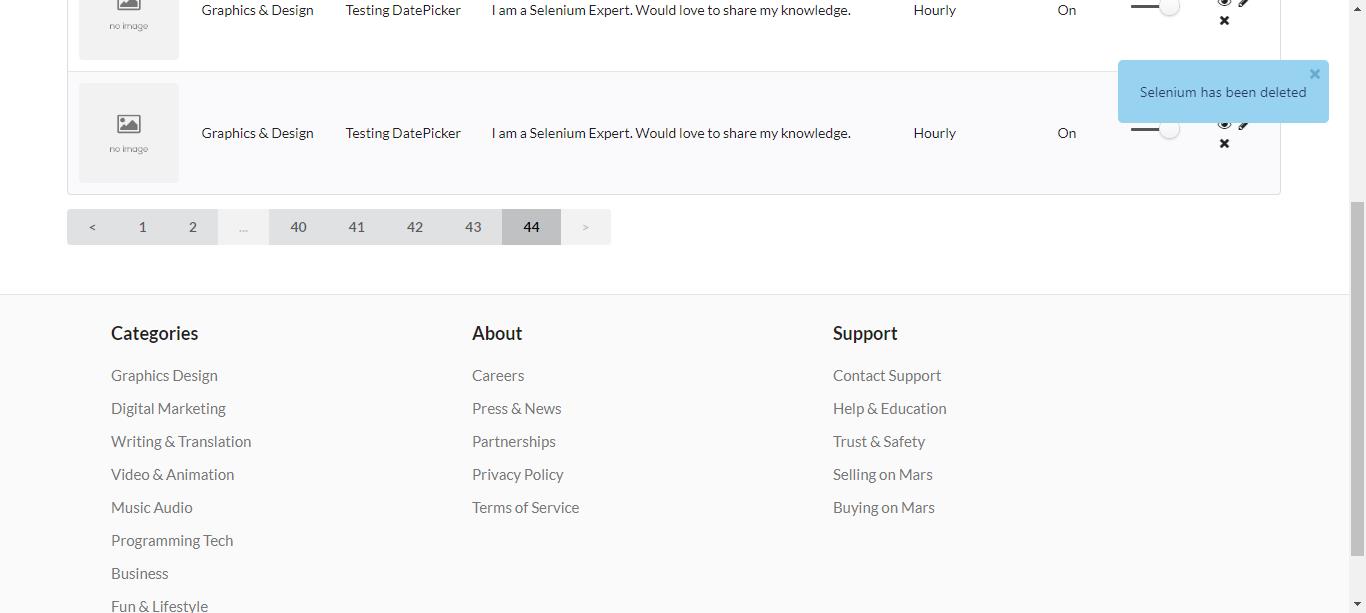 no image
Graphics & Design Testing DatePicker I am a Selenium Expert. Would love to share my knowledge. Hourly On
Selenium has been deleted
no image
Graphics & Design Testing DatePicker I am a Selenium Expert. Would love to share my knowledge. Hourly On
< 1 2 ... 40 41 42 43 44 >
Categories
Graphics Design
Digital Marketing
Writing & Translation
Video & Animation
Music Audio
Programming Tech
Business
Fun & Lifestyle
About
Careers
Press & News
Partnerships
Privacy Policy
Terms of Service
Support
Contact Support
Help & Education
Trust & Safety
Selling on Mars
Buying on Mars